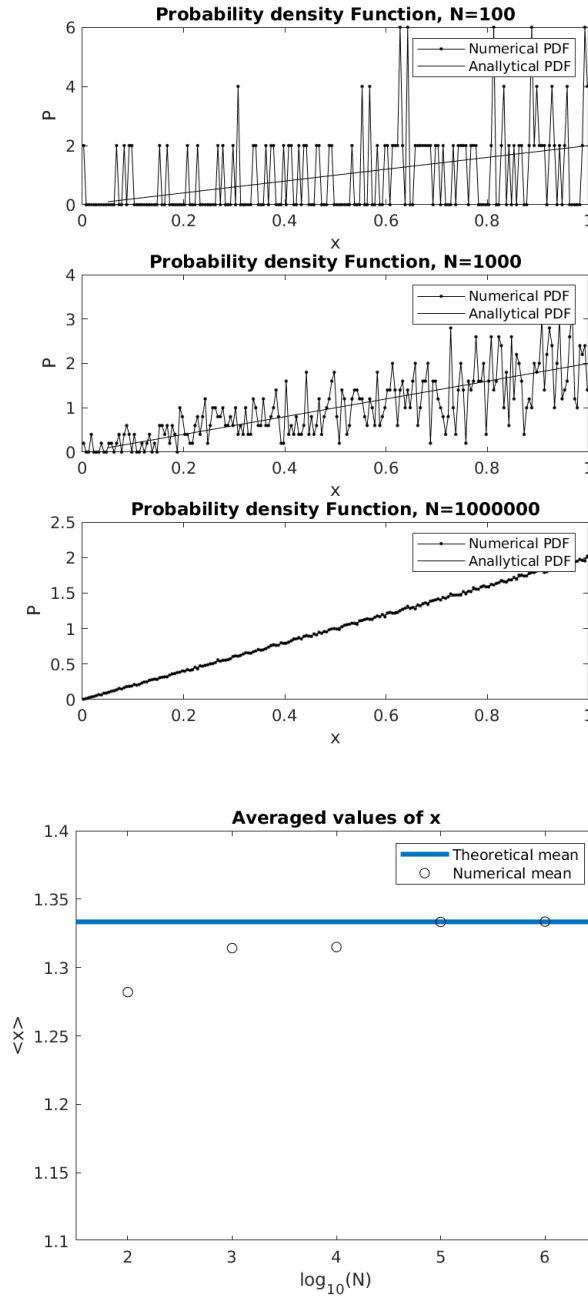 Probability density Function, N=100
6
4
2
0
P
Numerical PDF
Anallytical PDF
0 0.2 0.4 0.6 0.8 1
x
Probability density Function, N=1000
4
3
2
1
0
P
Numerical PDF
Anallytical PDF
0 0.2 0.4 0.6 0.8 1
x
Probability density Function, N=1000000
2.5
2
1.5
1
0.5
0
P
Numerical PDF
Anallytical PDF
0 0.2 0.4 0.6 0.8 1
x
Averaged values of x
1.4
1.35
1.3
1.25
1.2
1.15
1.1
<x>
Theoretical mean
Numerical mean
2 3 4 5 6
log10(N)